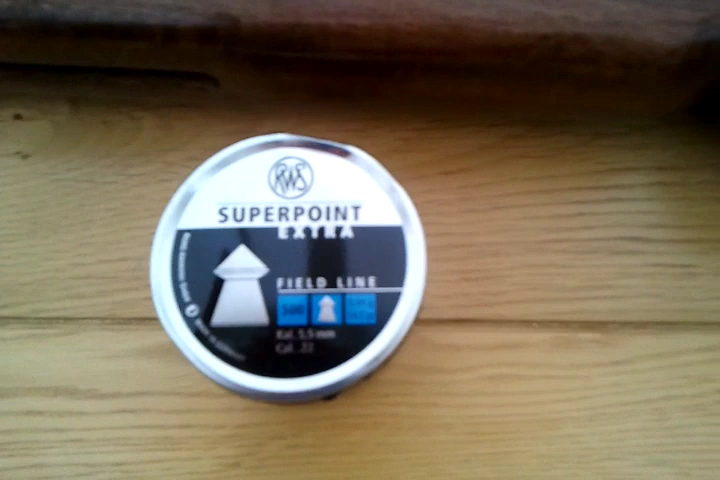 RWS
SUPERPOINT
EXTRA
FIELD LINE
500
Kal. 5,5 mm
Cal. .22